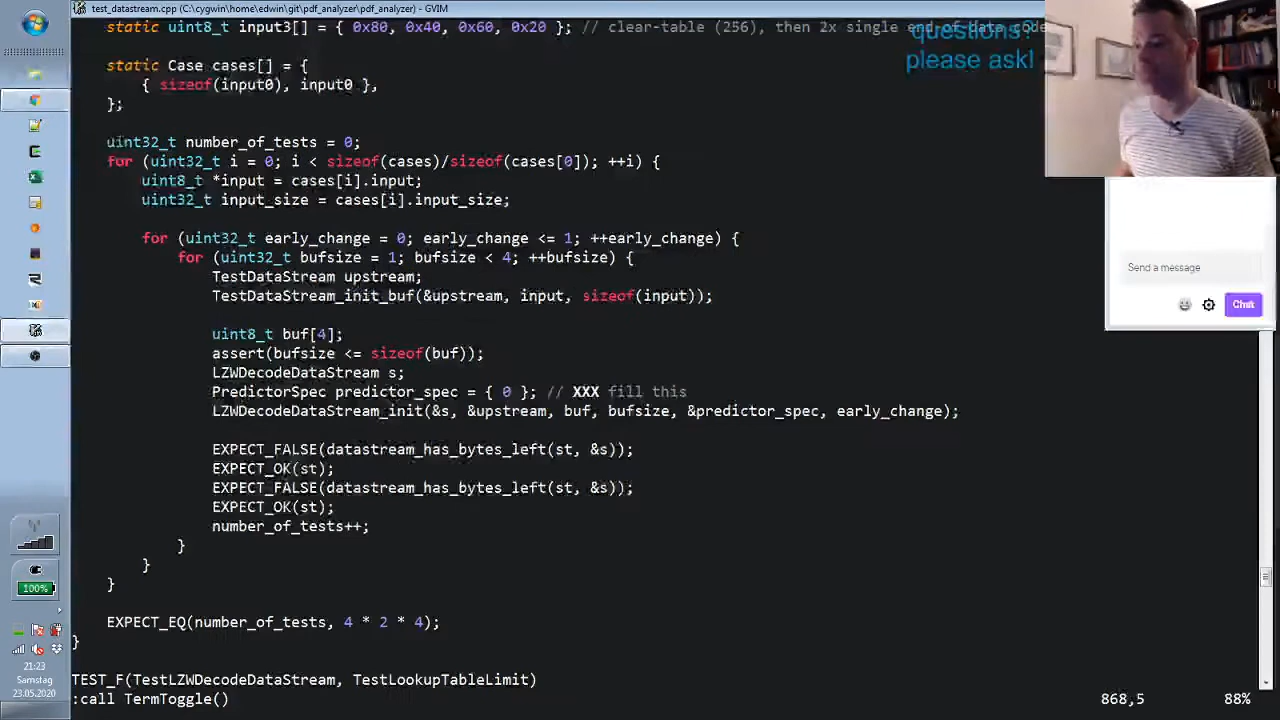 test_datastream.cpp (C:\cygwin\home\edwin\git\pdf_analyzer\pdf_analyzer) - GVIM
static uint8_t input3[] = { 0x80, 0x40, 0x60, 0x20 }; // clear-table (256), then 2x single end-of-data code
questions?
please ask!
static Case cases[] = {
{ sizeof(input0), input0 },
};
uint32_t number_of_tests = 0;
for (uint32_t i = 0; i < sizeof(cases)/sizeof(cases[0]); ++i) {
uint8_t *input = cases[i].input;
uint32_t input_size = cases[i].input_size;
for (uint32_t early_change = 0; early_change <= 1; ++early_change) {
for (uint32_t bufsize = 1; bufsize < 4; ++bufsize) {
TestDataStream upstream;
TestDataStream_init_buf(&upstream, input, sizeof(input));
uint8_t buf[4];
assert(bufsize <= sizeof(buf));
LZWDecodeDataStream s;
PredictorSpec predictor_spec = { 0 }; // XXX fill this
LZWDecodeDataStream_init(&s, &upstream, buf, bufsize, &predictor_spec, early_change);
EXPECT_FALSE(datastream_has_bytes_left(st, &s));
EXPECT_OK(st);
EXPECT_FALSE(datastream_has_bytes_left(st, &s));
EXPECT_OK(st);
number_of_tests++;
}
}
}
EXPECT_EQ(number_of_tests, 4 * 2 * 4);
}
TEST_F(TestLZWDecodeDataStream, TestLookupTableLimit)
:call TermToggle()
868,5
88%
Send a message
Chat
100%
21:23
Samstag
23.05.2020